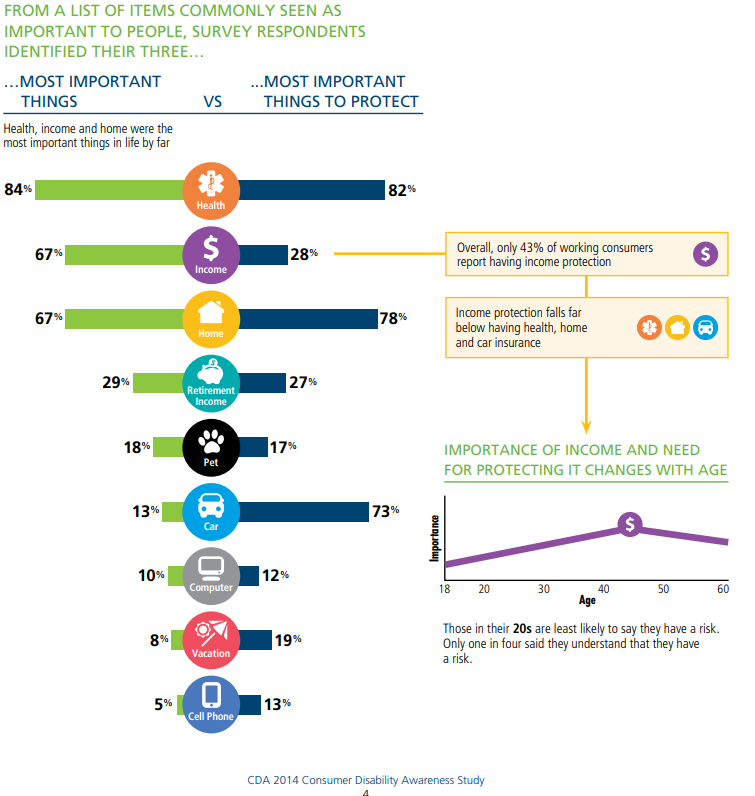 FROM A LIST OF ITEMS COMMONLY SEEN AS
IMPORTANT TO PEOPLE, SURVEY RESPONDENTS
IDENTIFIED THEIR THREE…
…MOST IMPORTANT
THINGS
VS
...MOST IMPORTANT
THINGS TO PROTECT
Health, income and home were the
most important things in life by far
84%
Health
82%
67%
$
Income
28%
67%
Home
78%
29%
$
Retirement
Income
27%
18%
Pet
17%
13%
Car
73%
10%
Computer
12%
8%
Vacation
19%
5%
Cell Phone
13%
Overall, only 43% of working consumers
report having income protection
$
Income protection falls far
below having health, home
and car insurance
IMPORTANCE OF INCOME AND NEED
FOR PROTECTING IT CHANGES WITH AGE
Importance
$
18 20 30 40 50 60
Age
Those in their 20s are least likely to say they have a risk.
Only one in four said they understand that they have
a risk.
CDA 2014 Consumer Disability Awareness Study
4